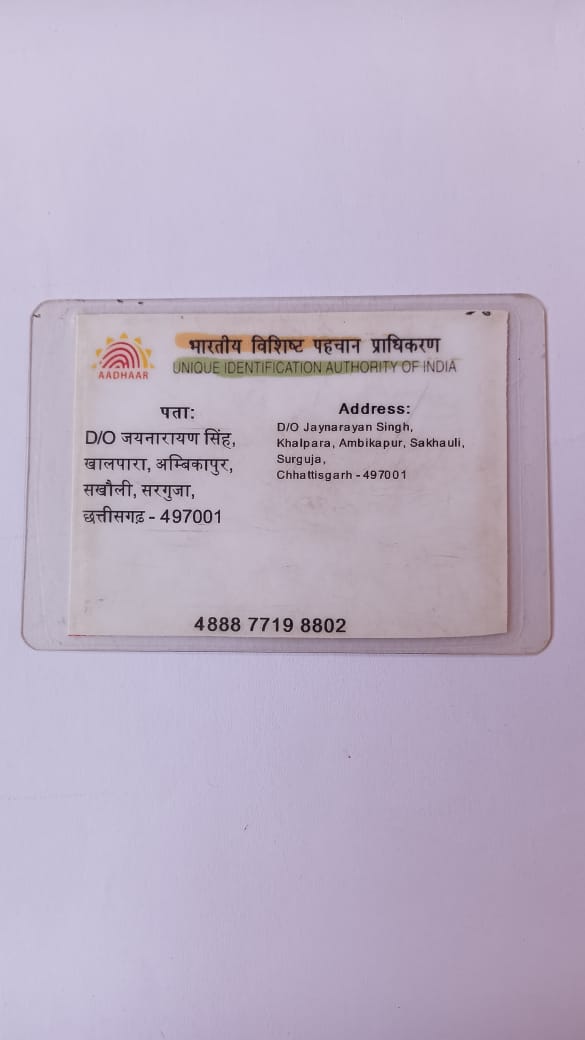 भारतीय विशिष्ट पहचान प्राधिकरण
UNIQUE IDENTIFICATION AUTHORITY OF INDIA
AADHAAR
पता:
D/O जयनारायण सिंह,
खालपारा, अम्बिकापुर,
सखौली, सरगुजा,
छत्तीसगढ़ - 497001
Address:
D/O Jaynarayan Singh,
Khalpara, Ambikapur, Sakhauli,
Surguja,
Chhattisgarh - 497001
4888 7719 8802